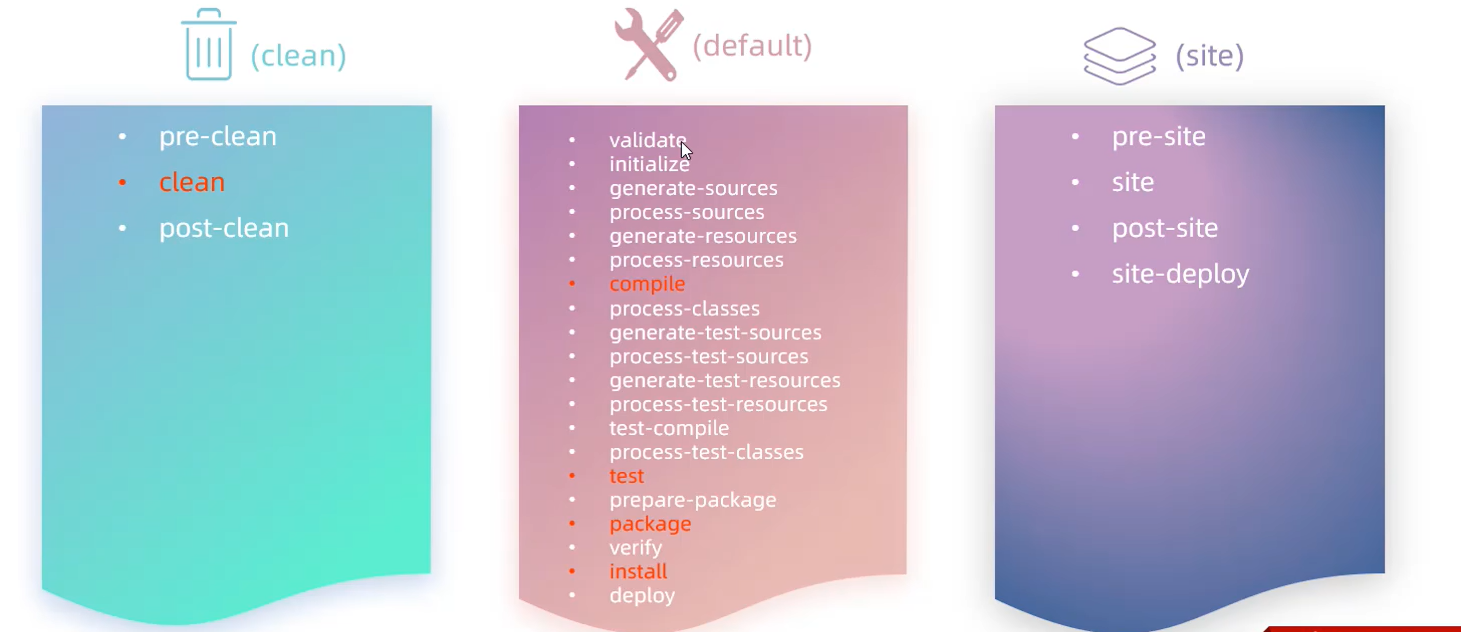 (clean)
• pre-clean
• clean
• post-clean
(default)
• validate
• initialize
• generate-sources
• process-sources
• generate-resources
• process-resources
• compile
• process-classes
• generate-test-sources
• process-test-sources
• generate-test-resources
• process-test-resources
• test-compile
• process-test-classes
• test
• prepare-package
• package
• verify
• install
• deploy
(site)
• pre-site
• site
• post-site
• site-deploy